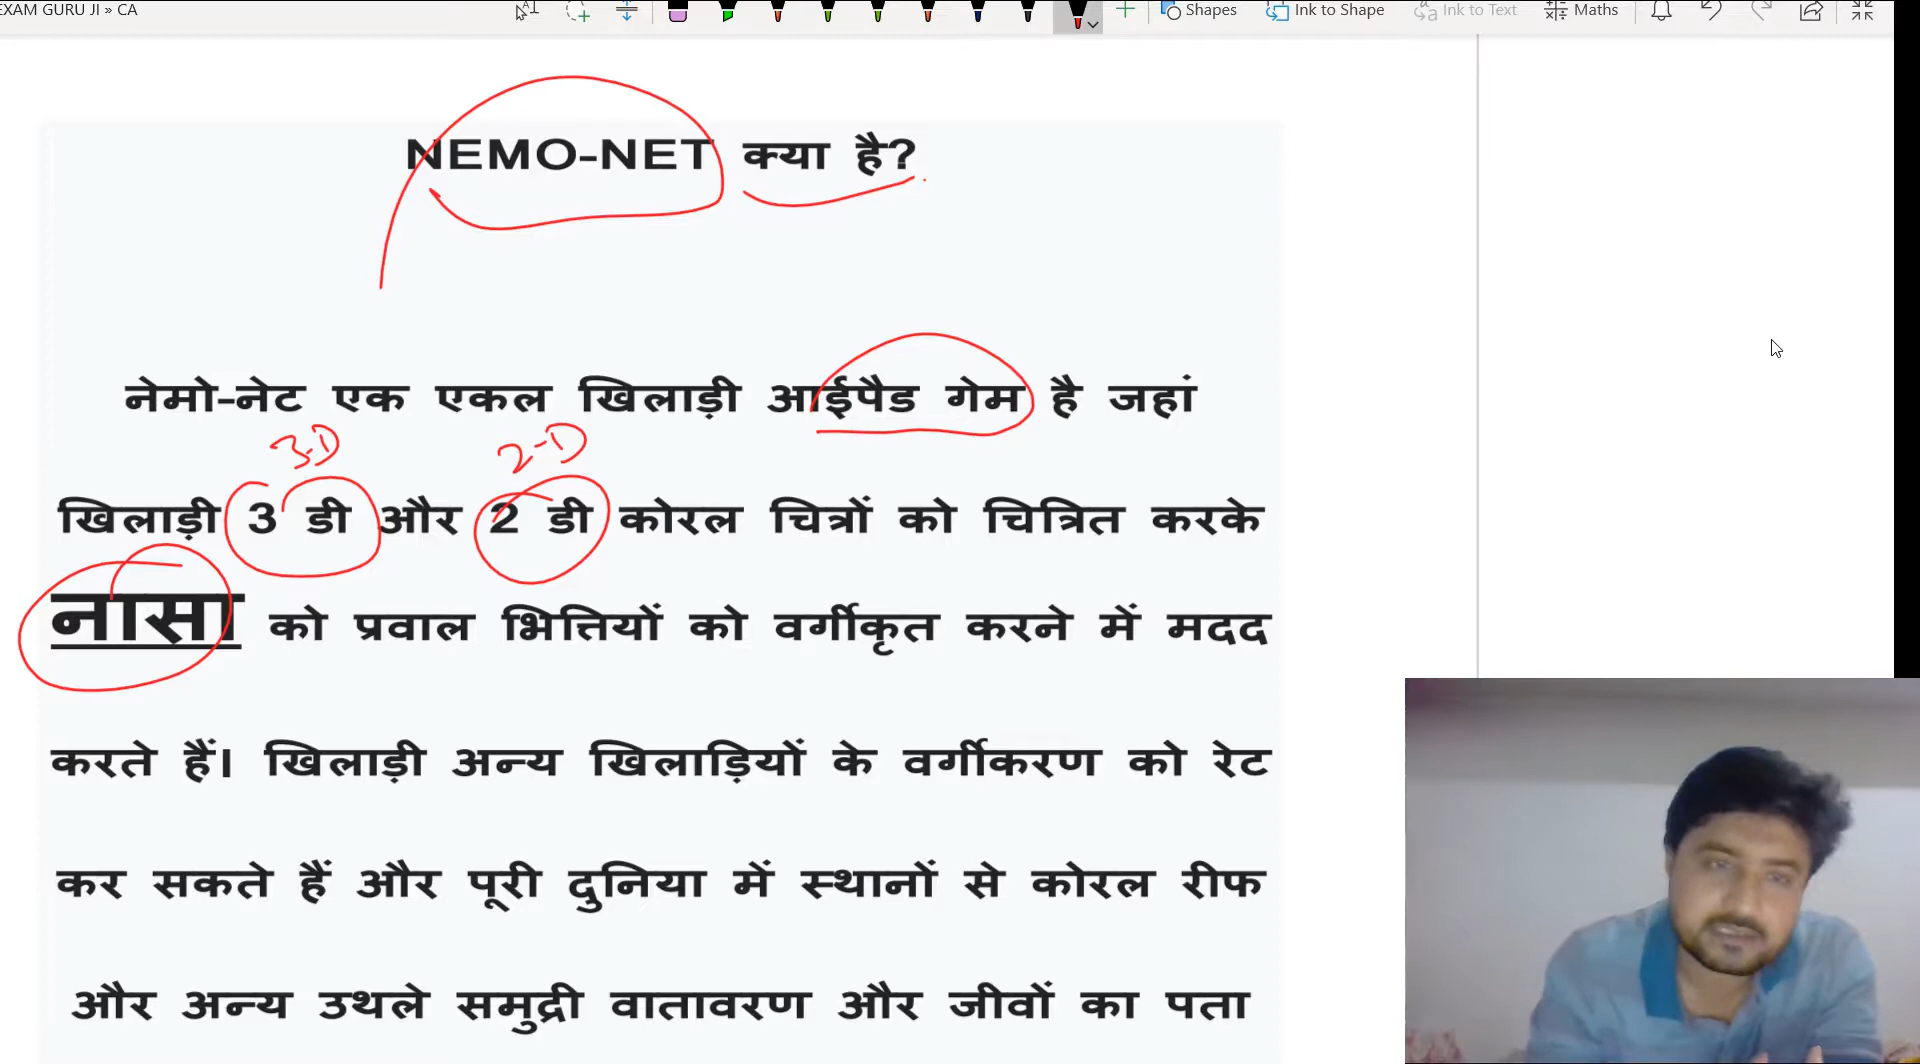 EXAM GURU JI » CA
Shapes Ink to Shape Ink to Text Maths
NEMO-NET क्या है?
नेमो-नेट एक एकल खिलाड़ी आईपैड गेम है जहां
3-D 2-D
खिलाड़ी 3 डी और 2 डी कोरल चित्रों को चित्रित करके
नासा को प्रवाल भित्तियों को वर्गीकृत करने में मदद
करते हैं। खिलाड़ी अन्य खिलाड़ियों के वर्गीकरण को रेट
कर सकते हैं और पूरी दुनिया में स्थानों से कोरल रीफ
और अन्य उथले समुद्री वातावरण और जीवों का पता